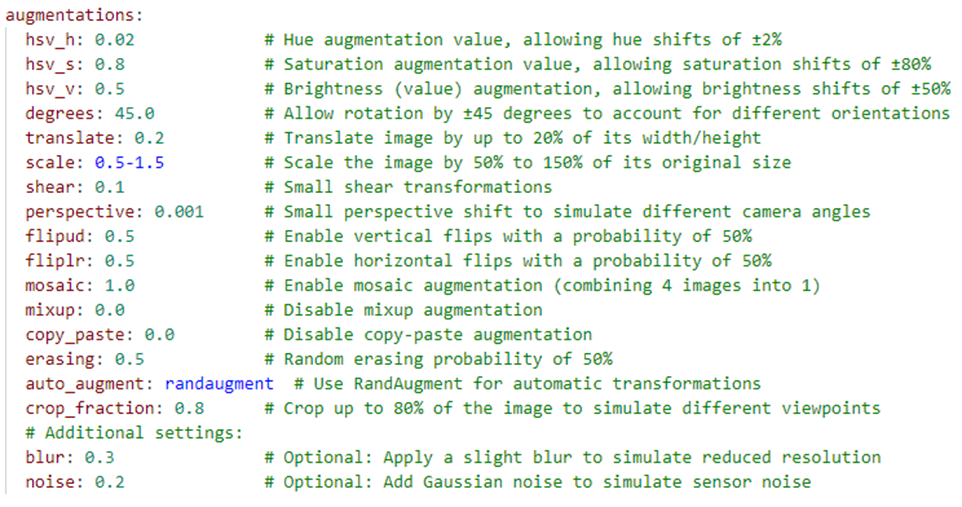 augmentations:
hsv_h: 0.02 # Hue augmentation value, allowing hue shifts of ±2%
hsv_s: 0.8 # Saturation augmentation value, allowing saturation shifts of ±80%
hsv_v: 0.5 # Brightness (value) augmentation, allowing brightness shifts of ±50%
degrees: 45.0 # Allow rotation by ±45 degrees to account for different orientations
translate: 0.2 # Translate image by up to 20% of its width/height
scale: 0.5-1.5 # Scale the image by 50% to 150% of its original size
shear: 0.1 # Small shear transformations
perspective: 0.001 # Small perspective shift to simulate different camera angles
flipud: 0.5 # Enable vertical flips with a probability of 50%
fliplr: 0.5 # Enable horizontal flips with a probability of 50%
mosaic: 1.0 # Enable mosaic augmentation (combining 4 images into 1)
mixup: 0.0 # Disable mixup augmentation
copy_paste: 0.0 # Disable copy-paste augmentation
erasing: 0.5 # Random erasing probability of 50%
auto_augment: randaugment # Use RandAugment for automatic transformations
crop_fraction: 0.8 # Crop up to 80% of the image to simulate different viewpoints
# Additional settings:
blur: 0.3 # Optional: Apply a slight blur to simulate reduced resolution
noise: 0.2 # Optional: Add Gaussian noise to simulate sensor noise